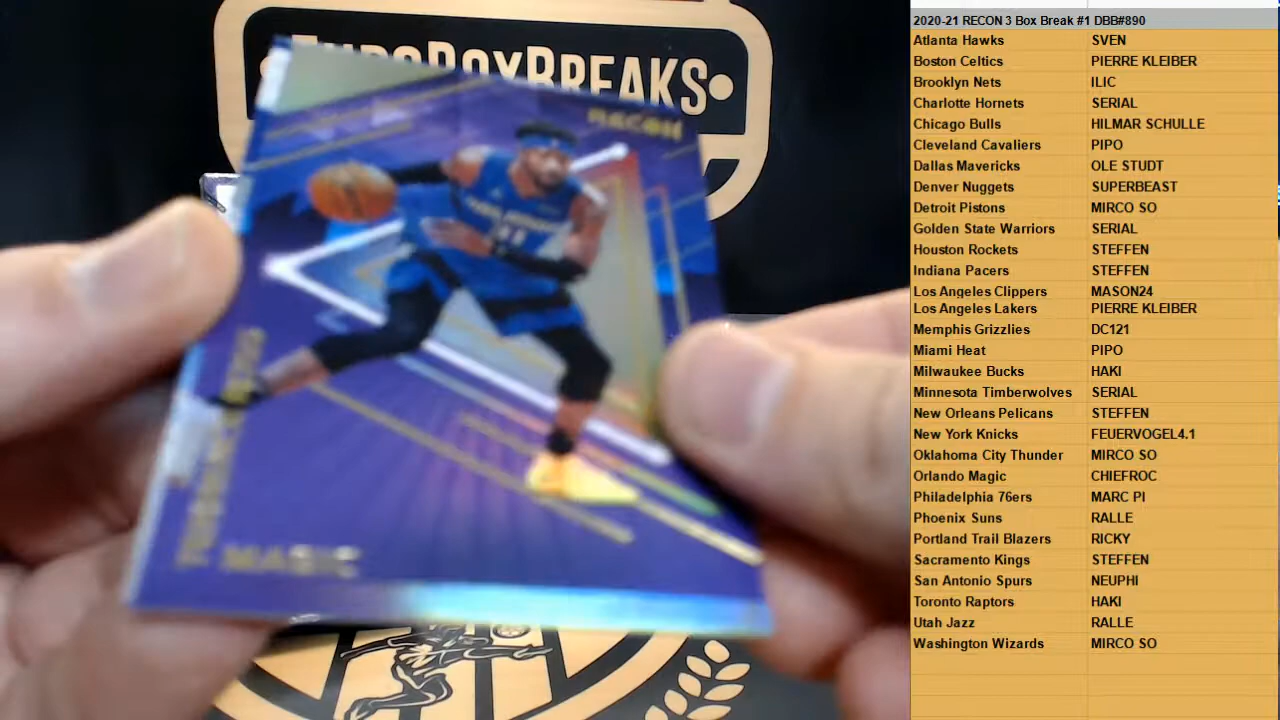 EUROBOXBREAKS
RECON
MAGIC
2020-21 RECON 3 Box Break #1 DBB#890
Atlanta Hawks SVEN
Boston Celtics PIERRE KLEIBER
Brooklyn Nets ILIC
Charlotte Hornets SERIAL
Chicago Bulls HILMAR SCHULLE
Cleveland Cavaliers PIPO
Dallas Mavericks OLE STUDT
Denver Nuggets SUPERBEAST
Detroit Pistons MIRCO SO
Golden State Warriors SERIAL
Houston Rockets STEFFEN
Indiana Pacers STEFFEN
Los Angeles Clippers MASON24
Los Angeles Lakers PIERRE KLEIBER
Memphis Grizzlies DC121
Miami Heat PIPO
Milwaukee Bucks HAKI
Minnesota Timberwolves SERIAL
New Orleans Pelicans STEFFEN
New York Knicks FEUERVOGEL4.1
Oklahoma City Thunder MIRCO SO
Orlando Magic CHIEFROC
Philadelphia 76ers MARC PI
Phoenix Suns RALLE
Portland Trail Blazers RICKY
Sacramento Kings STEFFEN
San Antonio Spurs NEUPHI
Toronto Raptors HAKI
Utah Jazz RALLE
Washington Wizards MIRCO SO